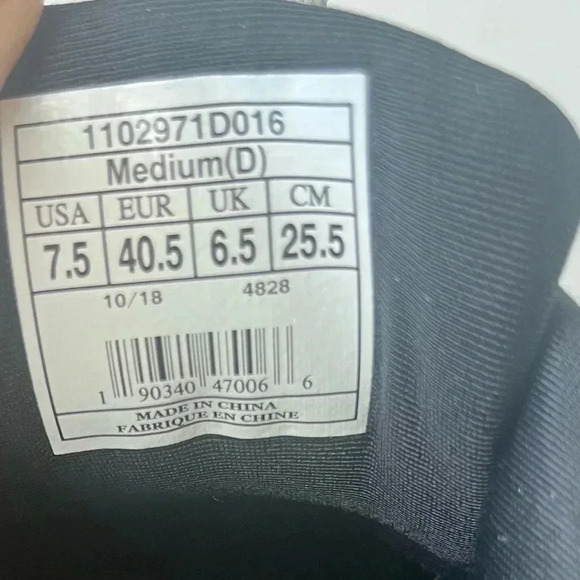 1102971D016
Medium(D)
USA EUR UK CM
7.5 40.5 6.5 25.5
10/18 4828
1 90340 47006 6
MADE IN CHINA
FABRIQUE EN CHINE